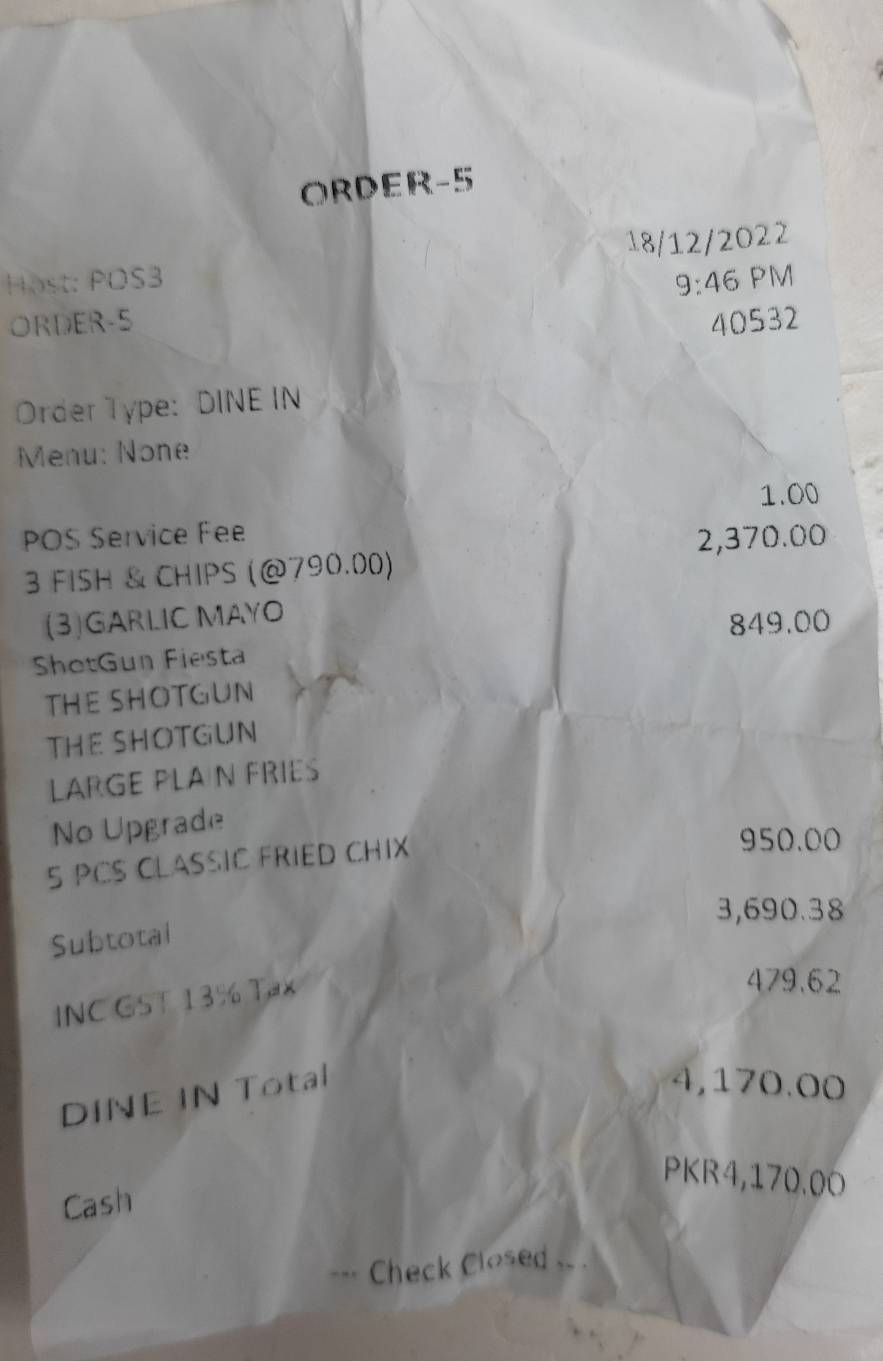 ORDER-5
18/12/2022
Host: POS3 9:46 PM
ORDER-5 40532
Order Type: DINE IN
Menu: None
POS Service Fee 1.00
3 FISH & CHIPS (@790.00) 2,370.00
(3)GARLIC MAYO
ShotGun Fiesta 849.00
THE SHOTGUN
THE SHOTGUN
LARGE PLAIN FRIES
No Upgrade
5 PCS CLASSIC FRIED CHIX 950.00
Subtotal 3,690.38
INC GST 13% Tax 479.62
DINE IN Total 4,170.00
Cash PKR4,170.00
--- Check Closed ---